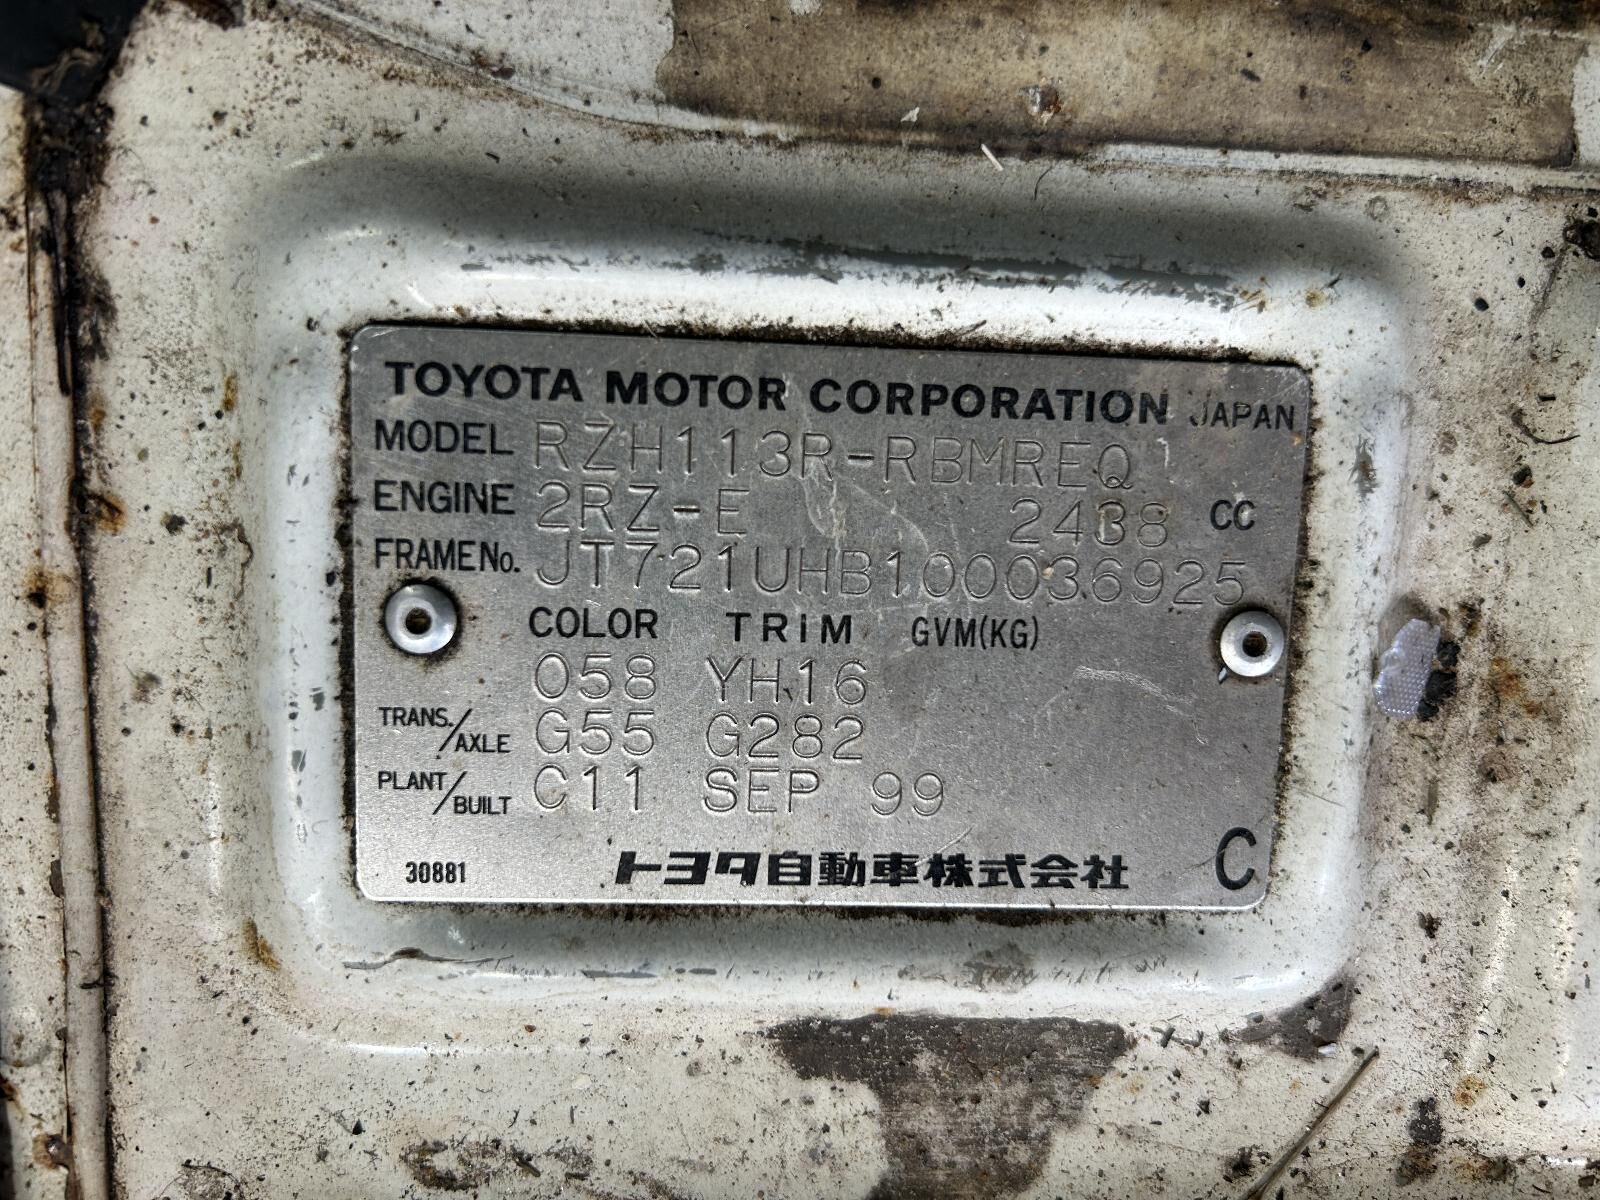 TOYOTA MOTOR CORPORATION JAPAN
MODEL RZH113R-RBMREQ
ENGINE 2RZ-E 2438 CC
FRAME No. JT721UHB100036925
COLOR TRIM GVM(KG)
058 YH16
TRANS./AXLE G55 G282
PLANT/BUILT C11 SEP 99
30881 トヨタ自動車株式会社 C